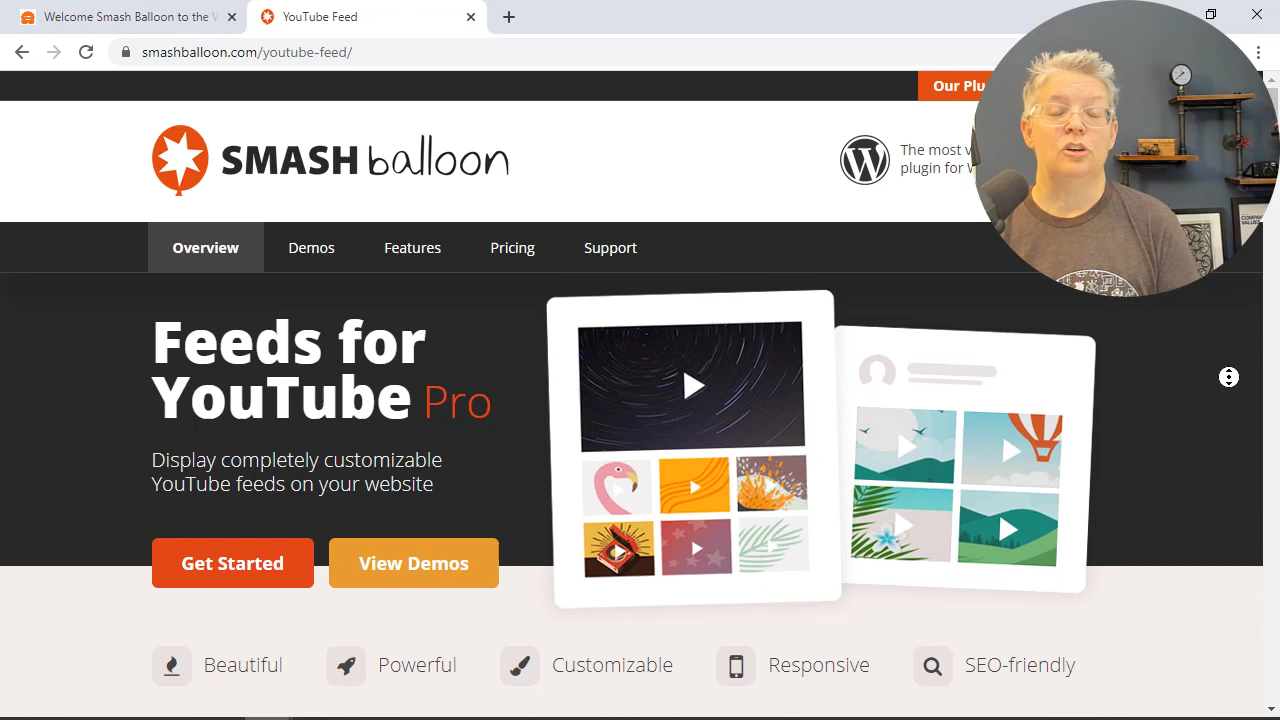 Welcome Smash Balloon to the W
YouTube Feed
smashballoon.com/youtube-feed/
Our Plu
SMASH balloon
The most
plugin for
Overview
Demos
Features
Pricing
Support
Feeds for
YouTube Pro
Display completely customizable
YouTube feeds on your website
Get Started
View Demos
Beautiful
Powerful
Customizable
Responsive
SEO-friendly